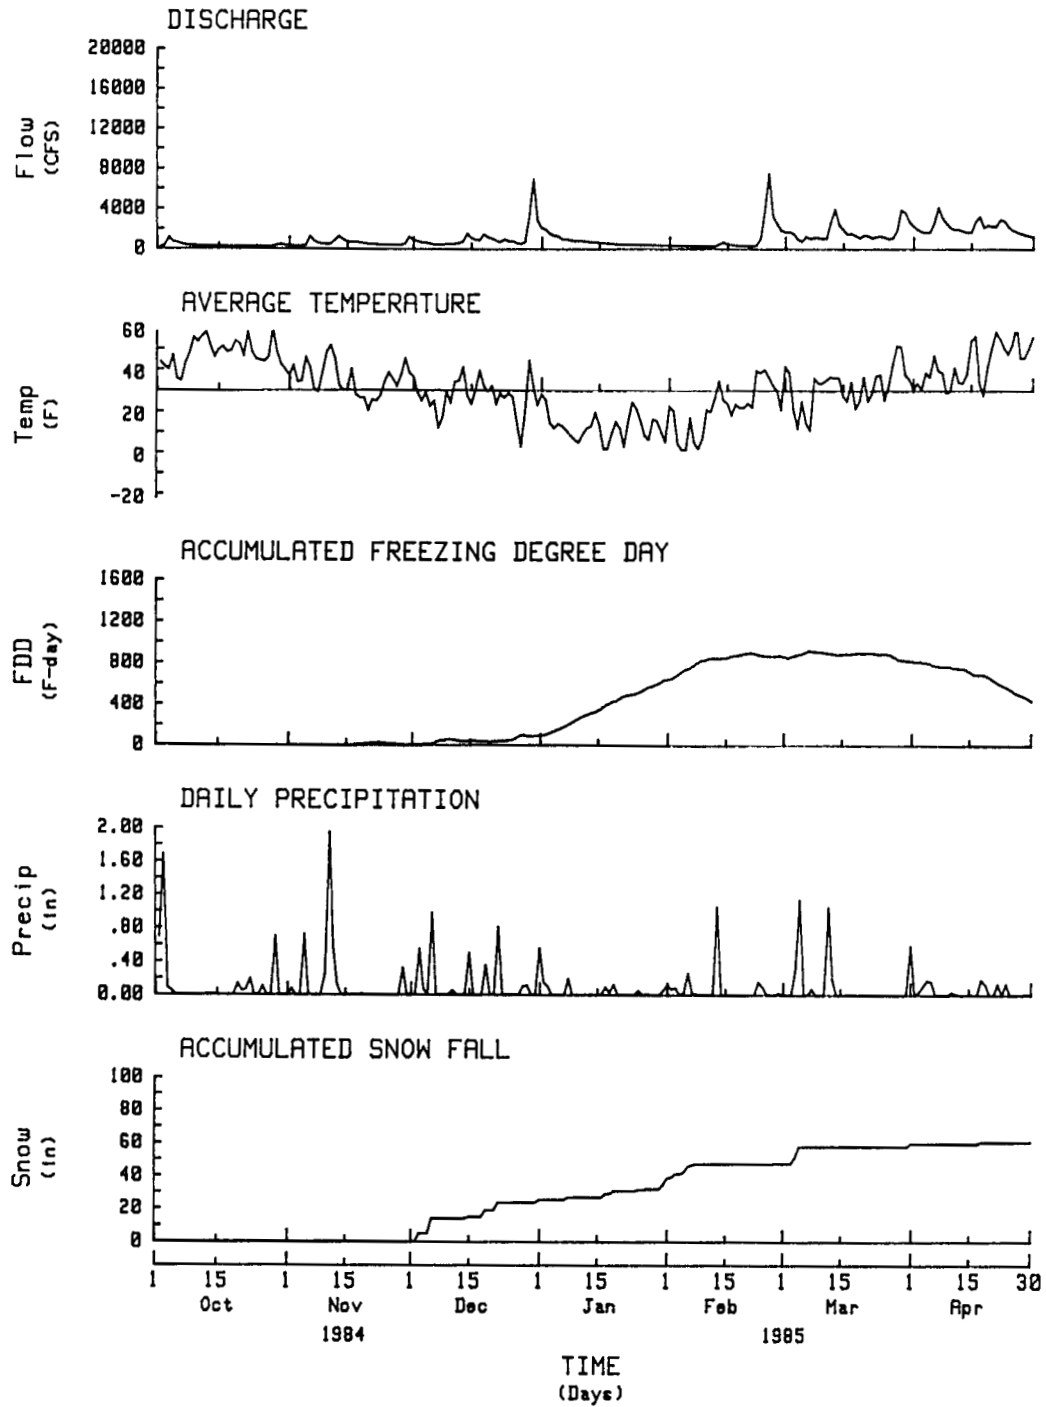 DISCHARGE
20000
16000
12000
8000
4000
0
Flow
(CFS)
AVERAGE TEMPERATURE
60
40
20
0
-20
Temp
(F)
ACCUMULATED FREEZING DEGREE DAY
1600
1200
800
400
0
FDD
(F-day)
DAILY PRECIPITATION
2.00
1.60
1.20
.80
.40
0.00
Precip
(in)
ACCUMULATED SNOW FALL
100
80
60
40
20
0
Snow
(in)
1 15 1 15 1 15 1 15 1 15 1 15 1 15 30
Oct Nov Dec Jan Feb Mar Apr
1984 1985
TIME
(Days)